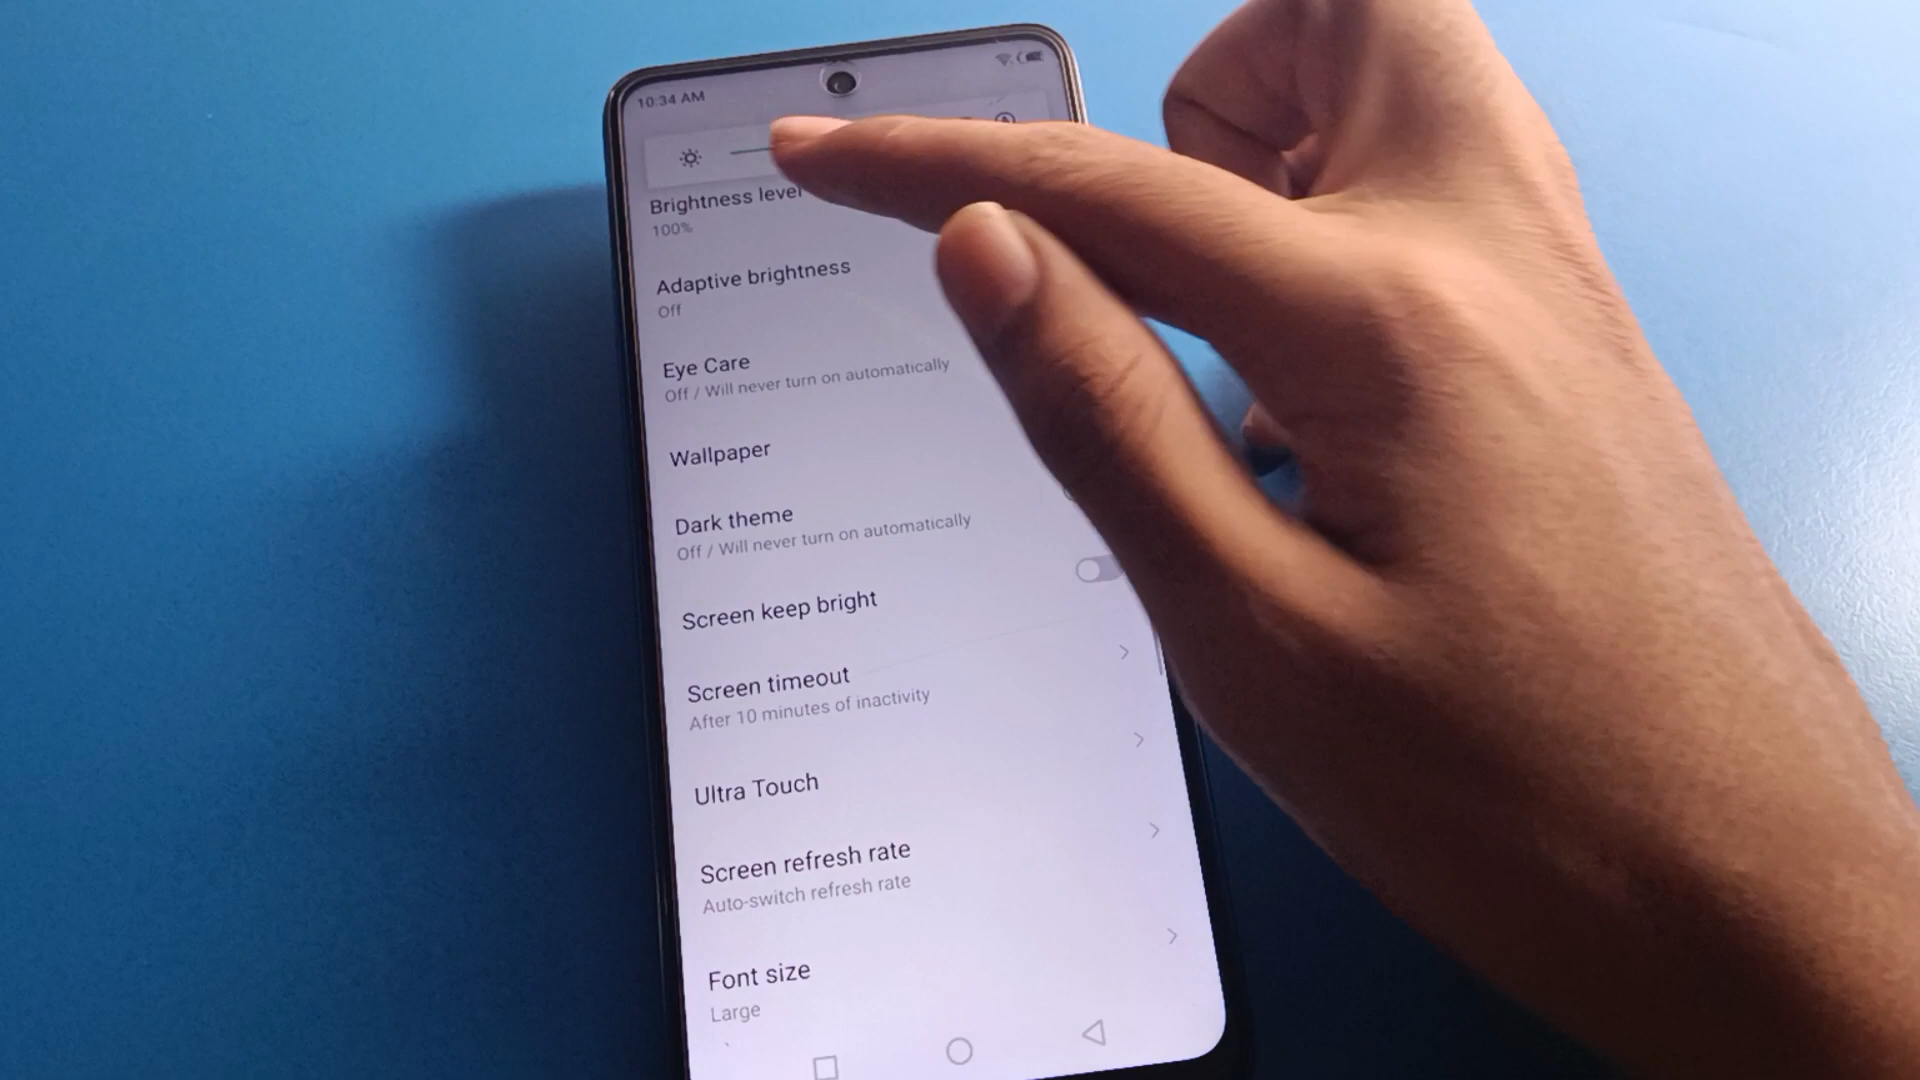 10:34 AM
Brightness level
100%
Adaptive brightness
Off
Eye Care
Off / Will never turn on automatically
Wallpaper
Dark theme
Off / Will never turn on automatically
Screen keep bright
Screen timeout
After 10 minutes of inactivity
Ultra Touch
Screen refresh rate
Auto-switch refresh rate
Font size
Large